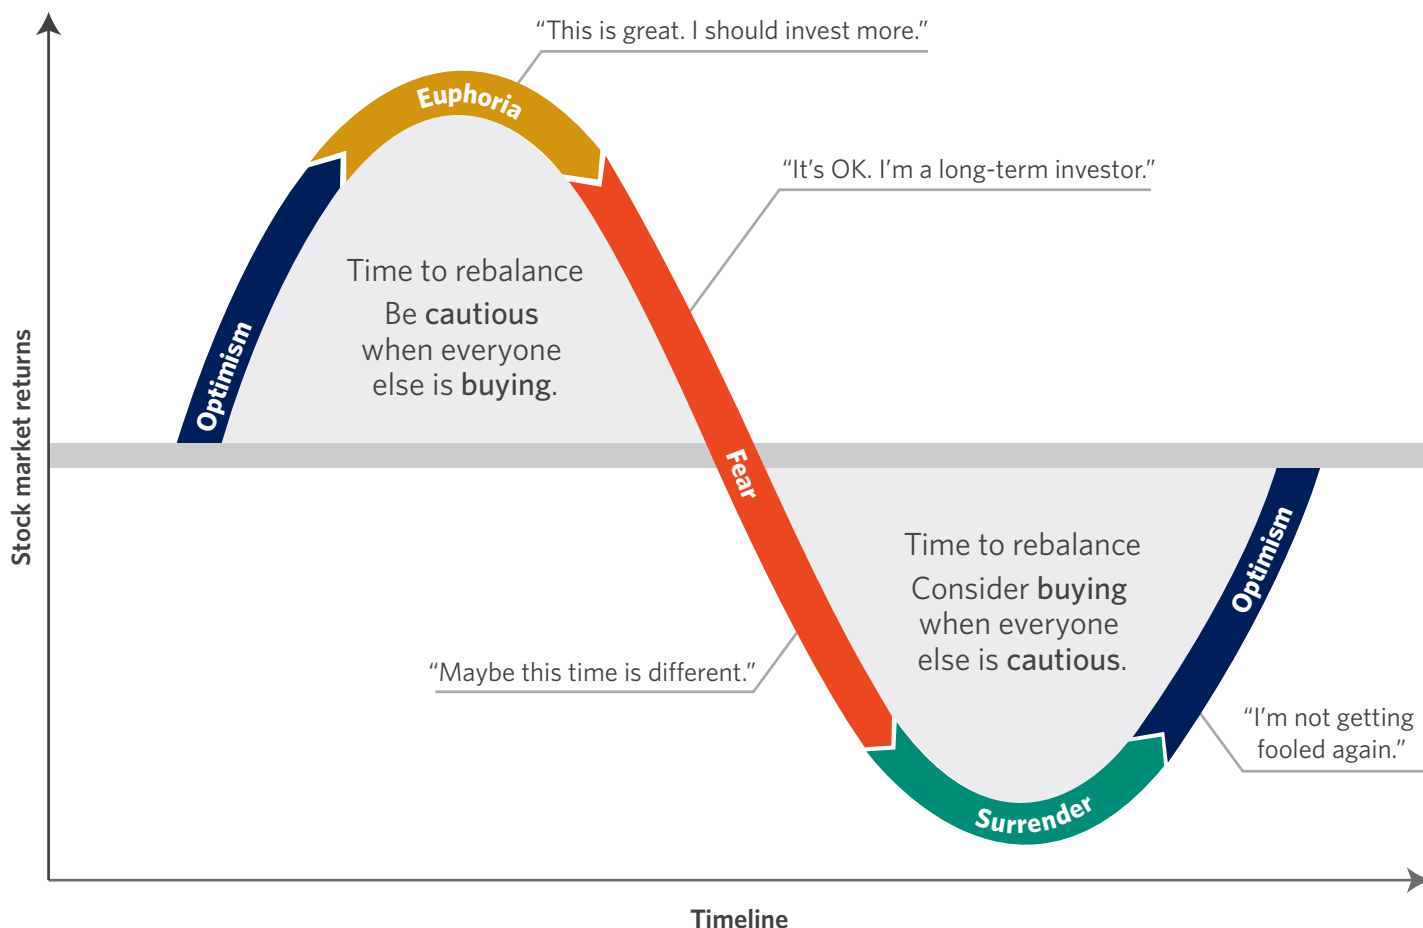 “This is great. I should invest more.”
Euphoria
“It's OK. I’m a long-term investor.”
Time to rebalance
Be cautious
when everyone
else is buying.
Optimism
Stock market returns
Fear
Time to rebalance
Consider buying
when everyone
else is cautious.
Optimism
“Maybe this time is different.”
“I’m not getting
fooled again.”
Surrender
Timeline